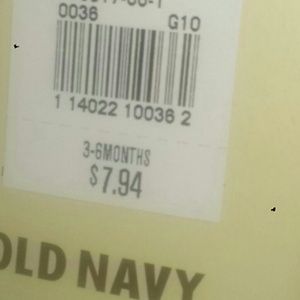 0036 G10
1 14022 10036 2
3-6MONTHS
$7.94
OLD NAVY